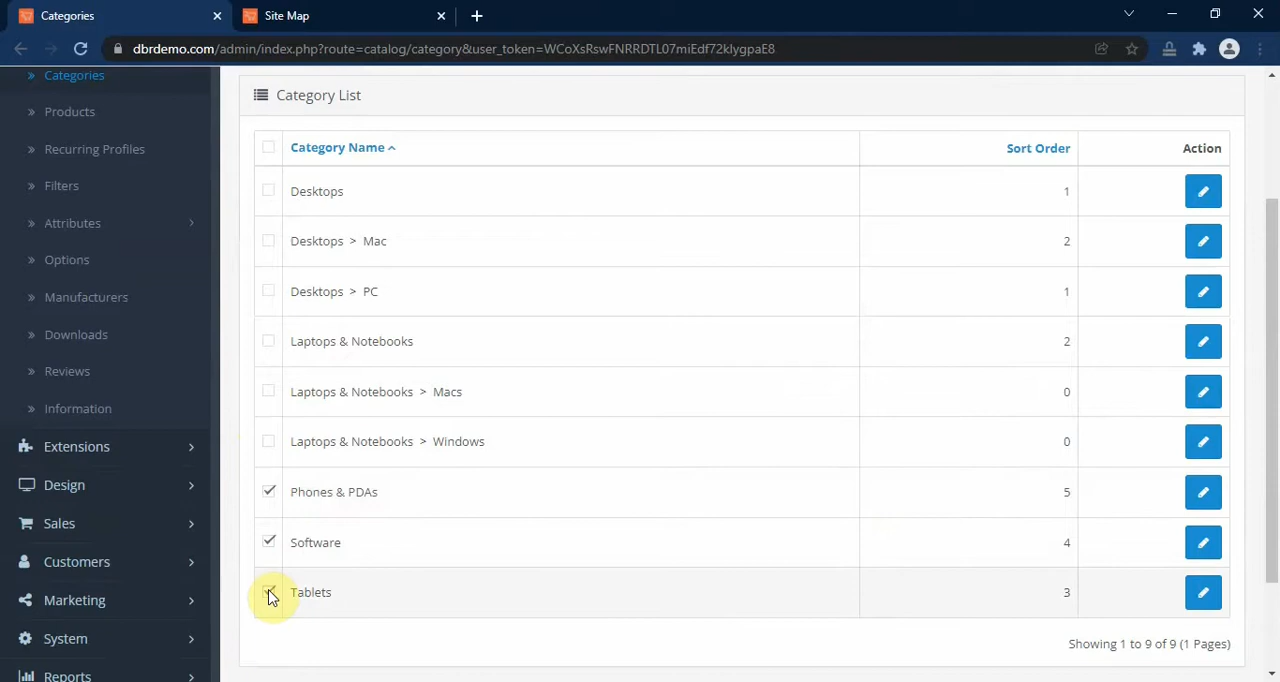 Categories
Site Map
dbrdemo.com/admin/index.php?route=catalog/category&user_token=WCoXsRswFNRRDTL07miEdf72klygpaE8
» Categories
» Products
» Recurring Profiles
» Filters
» Attributes
» Options
» Manufacturers
» Downloads
» Reviews
» Information
Extensions
Design
Sales
Customers
Marketing
System
Reports
Category List
Category Name Sort Order Action
Desktops 1
Desktops > Mac 2
Desktops > PC 1
Laptops & Notebooks 2
Laptops & Notebooks > Macs 0
Laptops & Notebooks > Windows 0
Phones & PDAs 5
Software 4
Tablets 3
Showing 1 to 9 of 9 (1 Pages)